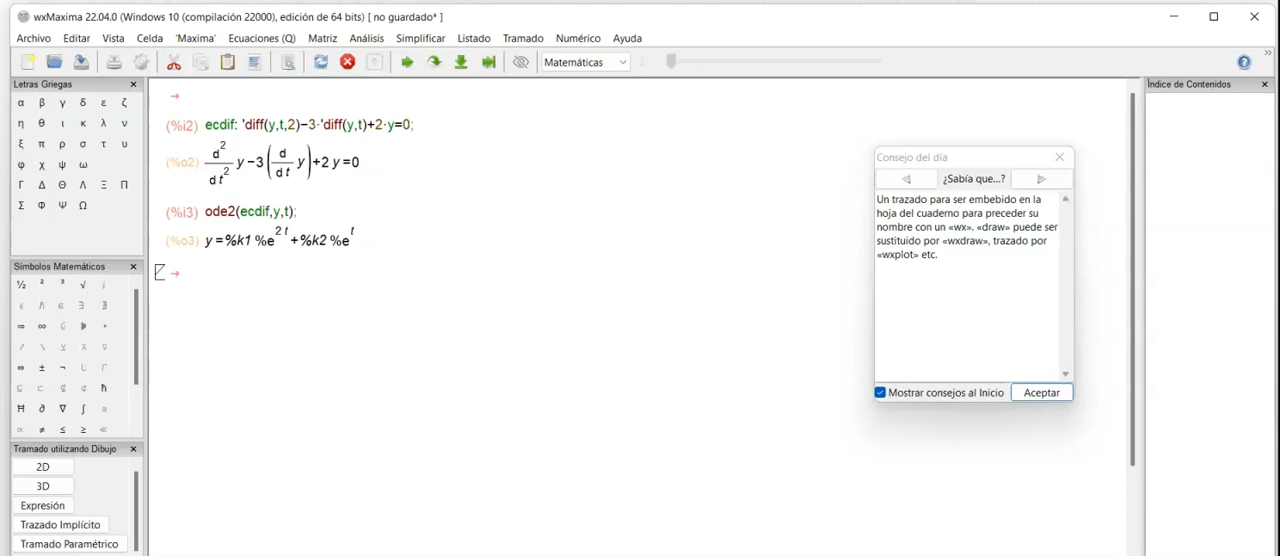 wxMaxima 22.04.0 (Windows 10 (compilación 22000), edición de 64 bits) [ no guardado* ]
Archivo Editar Vista Celda 'Maxima' Ecuaciones (Q) Matriz Análisis Simplificar Listado Tramado Numérico Ayuda
Matemáticas
Letras Griegas
α β γ δ ε ζ
η θ ι κ λ ν
ξ π ρ σ τ υ
φ χ ψ ω
Γ Δ Θ Λ Ξ Π
Σ Φ Ψ Ω
Símbolos Matemáticos
½ ² ³ √
⇒ ∞
∞ ± ¬
ħ
Ħ ∂ ∇ ∫
≠ ≤ ≥
Tramado utilizando Dibujo
2D
3D
Expresión
Trazado Implícito
Tramado Paramétrico
(%i2) ecdif: 'diff(y,t,2)−3·'diff(y,t)+2·y=0;
(%o2) d²/dt² y−3(d/dt y)+2 y=0
(%i3) ode2(ecdif,y,t);
(%o3) y=%k1 %e^2 t+%k2 %e^t
Consejo del día
¿Sabía que...?
Un trazado para ser embebido en la
hoja del cuaderno para preceder su
nombre con un «wx». «draw» puede ser
sustituido por «wxdraw», trazado por
«wxplot» etc.
Mostrar consejos al Inicio Aceptar
Índice de Contenidos